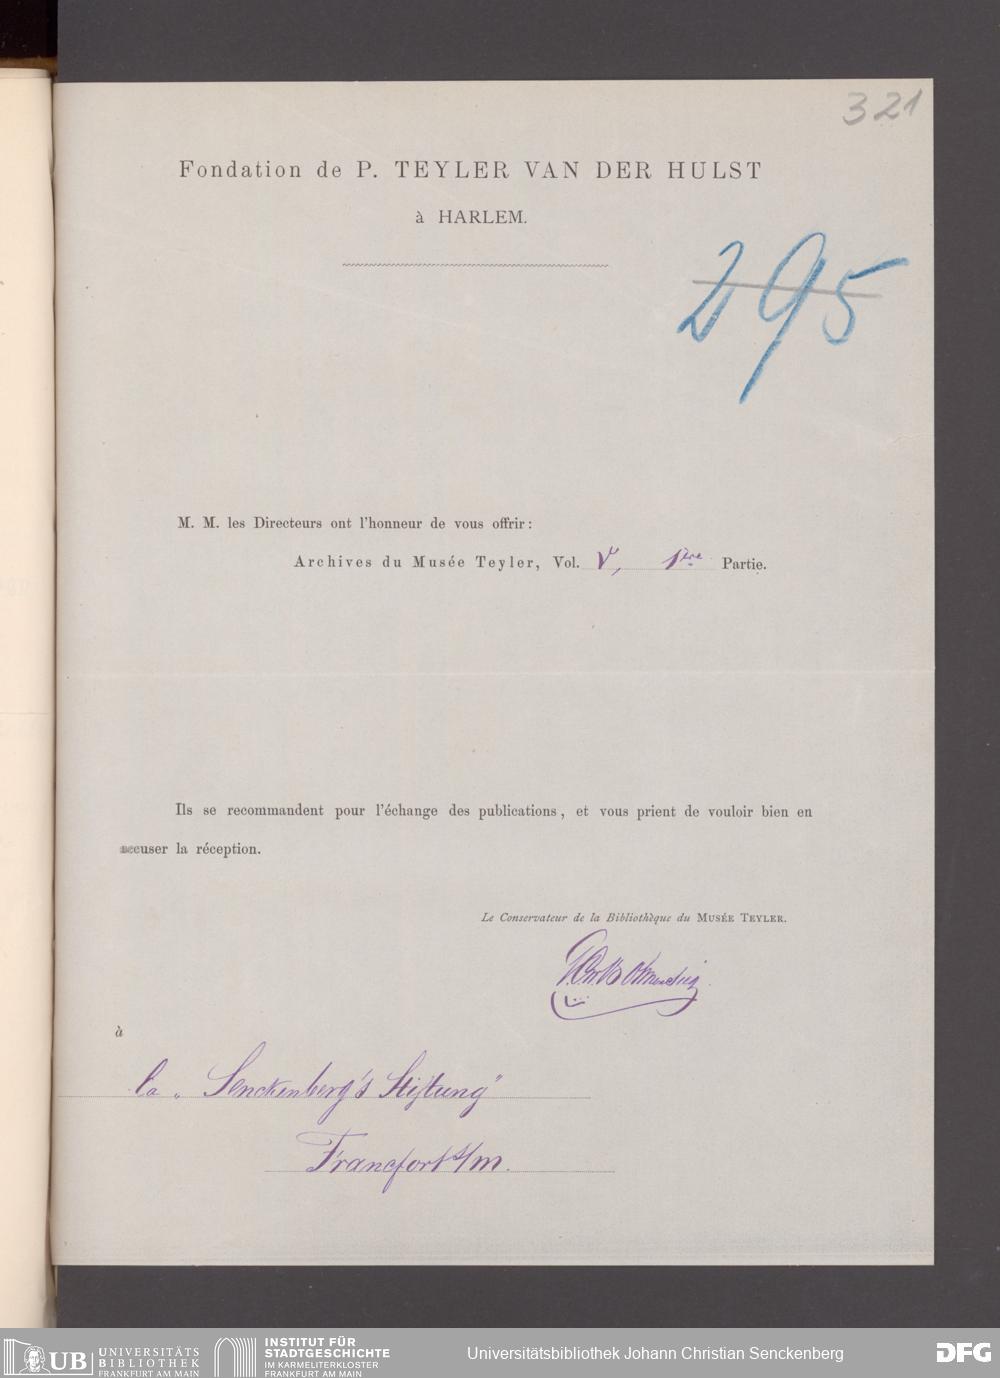 321
Fondation de P. TEYLER VAN DER HULST
à HARLEM.
295
M. M. les Directeurs ont l'honneur de vous offrir:
Archives du Musée Teyler, Vol. V, 1ère Partie.
Ils se recommandent pour l'échange des publications, et vous prient de vouloir bien en
accuser la réception.
Le Conservateur de la Bibliothèque du MUSÉE TEYLER.
à
la „Senckenberg's Stiftung"
Francfort s/m.
UB UNIVERSITÄTS
BIBLIOTHEK
FRANKFURT AM MAIN
INSTITUT FÜR
STADTGESCHICHTE
IM KARMELITERKLOSTER
FRANKFURT AM MAIN
Universitätsbibliothek Johann Christian Senckenberg
DFG